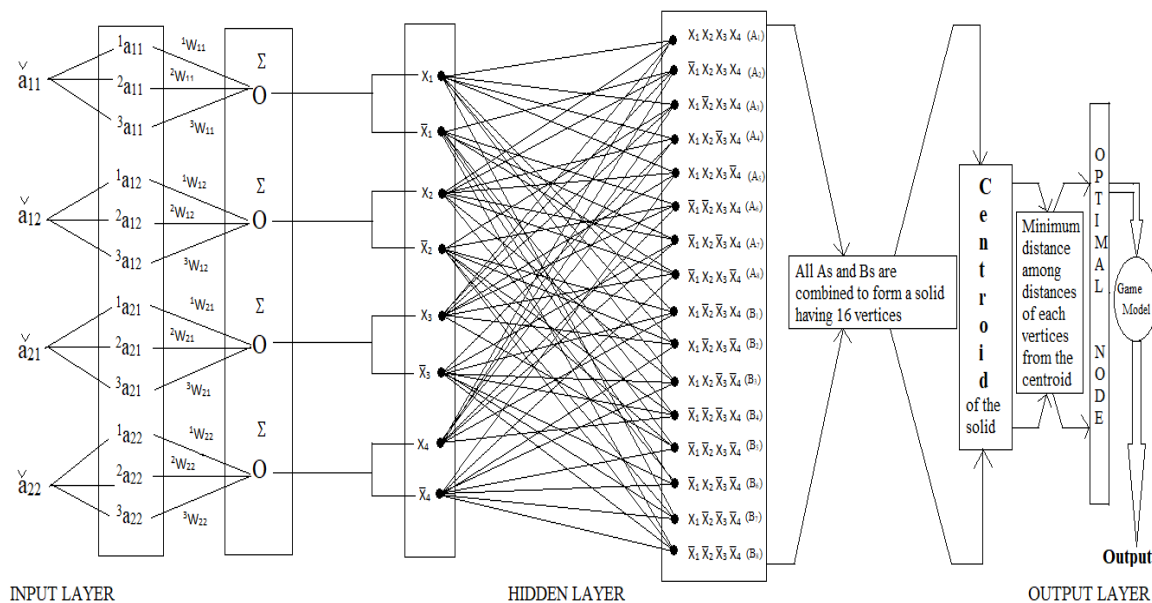 ǎ₁₁
¹a₁₁
²a₁₁
³a₁₁
¹W₁₁
²W₁₁
³W₁₁
Σ
O
ǎ₁₂
¹a₁₂
²a₁₂
³a₁₂
¹W₁₂
²W₁₂
³W₁₂
Σ
O
ǎ₂₁
¹a₂₁
²a₂₁
³a₂₁
¹W₂₁
²W₂₁
³W₂₁
Σ
O
ǎ₂₂
¹a₂₂
²a₂₂
³a₂₂
¹W₂₂
²W₂₂
³W₂₂
Σ
O
X₁
X̄₁
X₂
X̄₂
X₃
X̄₃
X₄
X̄₄
X₁ X₂ X₃ X₄ (A₁)
X̄₁ X₂ X₃ X₄ (A₂)
X₁ X̄₂ X₃ X₄ (A₃)
X₁ X₂ X̄₃ X₄ (A₄)
X₁ X₂ X₃ X̄₄ (A₅)
X̄₁ X̄₂ X₃ X₄ (A₆)
X̄₁ X₂ X̄₃ X₄ (A₇)
X̄₁ X₂ X₃ X̄₄ (A₈)
X₁ X̄₂ X̄₃ X₄ (B₁)
X₁ X̄₂ X₃ X̄₄ (B₂)
X₁ X₂ X̄₃ X̄₄ (B₃)
X̄₁ X̄₂ X̄₃ X₄ (B₄)
X̄₁ X̄₂ X₃ X̄₄ (B₅)
X₁ X̄₂ X̄₃ X̄₄ (B₆)
X̄₁ X₂ X̄₃ X̄₄ (B₇)
X̄₁ X̄₂ X̄₃ X̄₄ (B₈)
All As and Bs are
combined to form a solid
having 16 vertices
Centroid
of the
solid
Minimum
distance
among
distances
of each
vertices
from the
centroid
OPTIMAL NODE
Game
Model
Output
INPUT LAYER
HIDDEN LAYER
OUTPUT LAYER